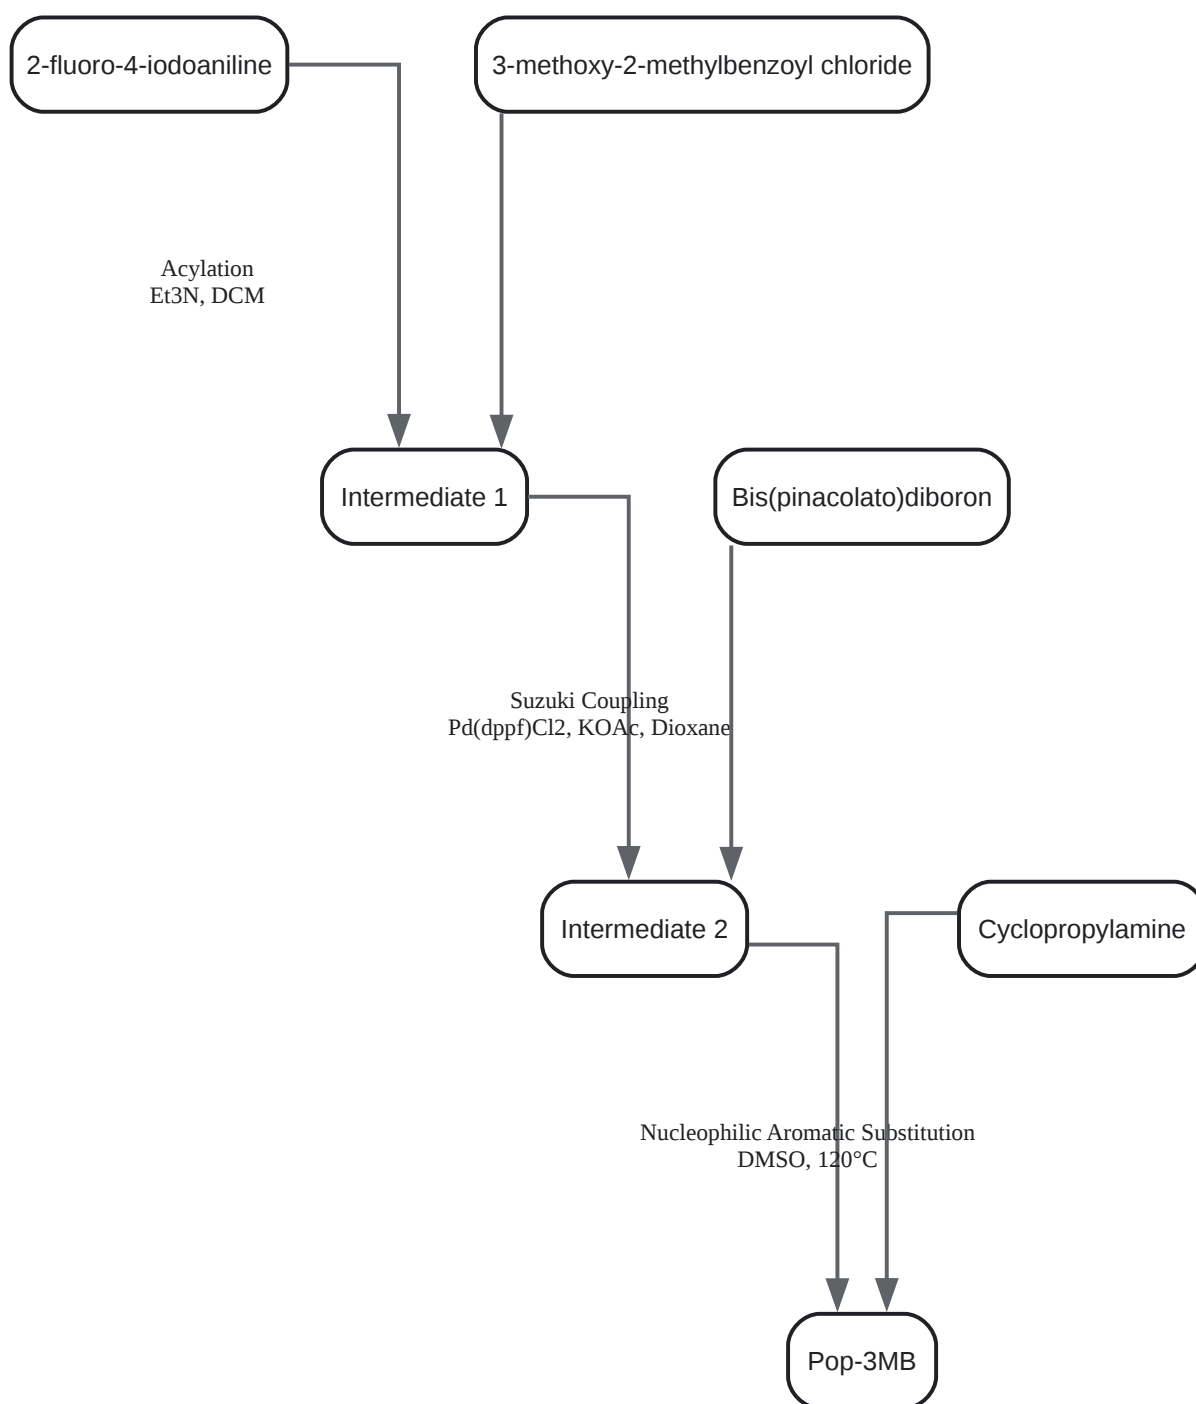 2-fluoro-4-iodoaniline
3-methoxy-2-methylbenzoyl chloride
Acylation
Et3N, DCM
Intermediate 1
Bis(pinacolato)diboron
Suzuki Coupling
Pd(dppf)Cl2, KOAc, Dioxane
Intermediate 2
Cyclopropylamine
Nucleophilic Aromatic Substitution
DMSO, 120°C
Pop-3MB